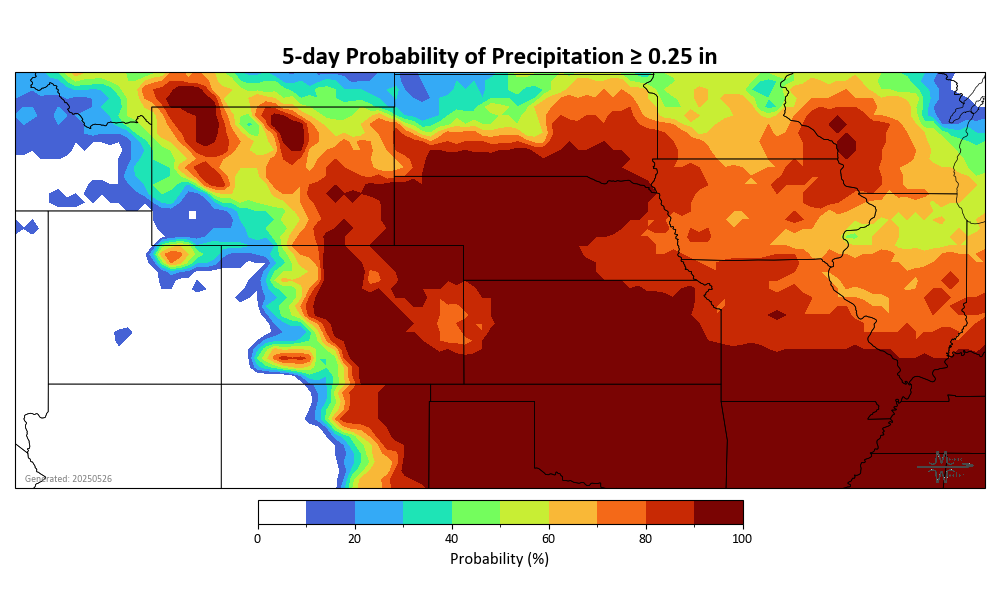 5-day Probability of Precipitation ≥ 0.25 in
Generated: 20250526
0 20 40 60 80 100
Probability (%)